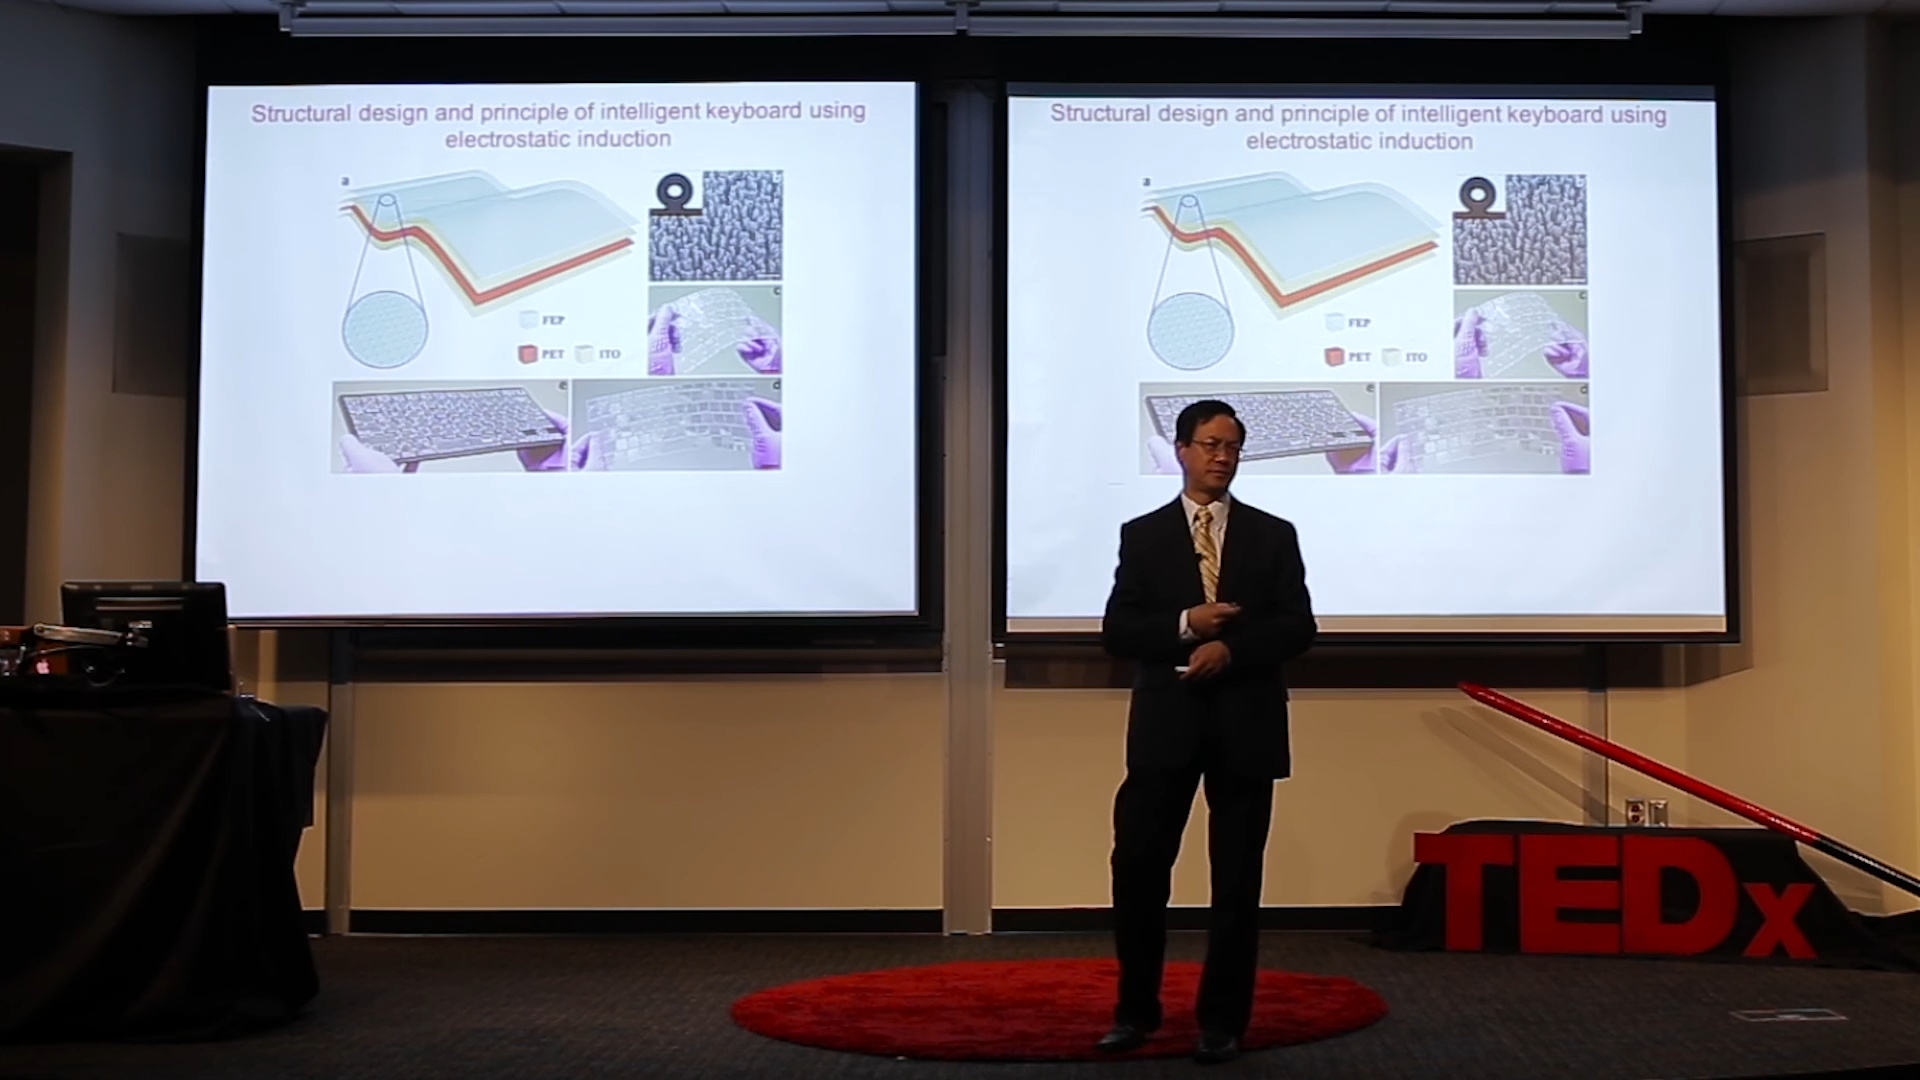 Structural design and principle of intelligent keyboard using
electrostatic induction
a
c
FEP
PET ITO
e
d
Structural design and principle of intelligent keyboard using
electrostatic induction
a
c
FEP
PET ITO
e
d
TEDx